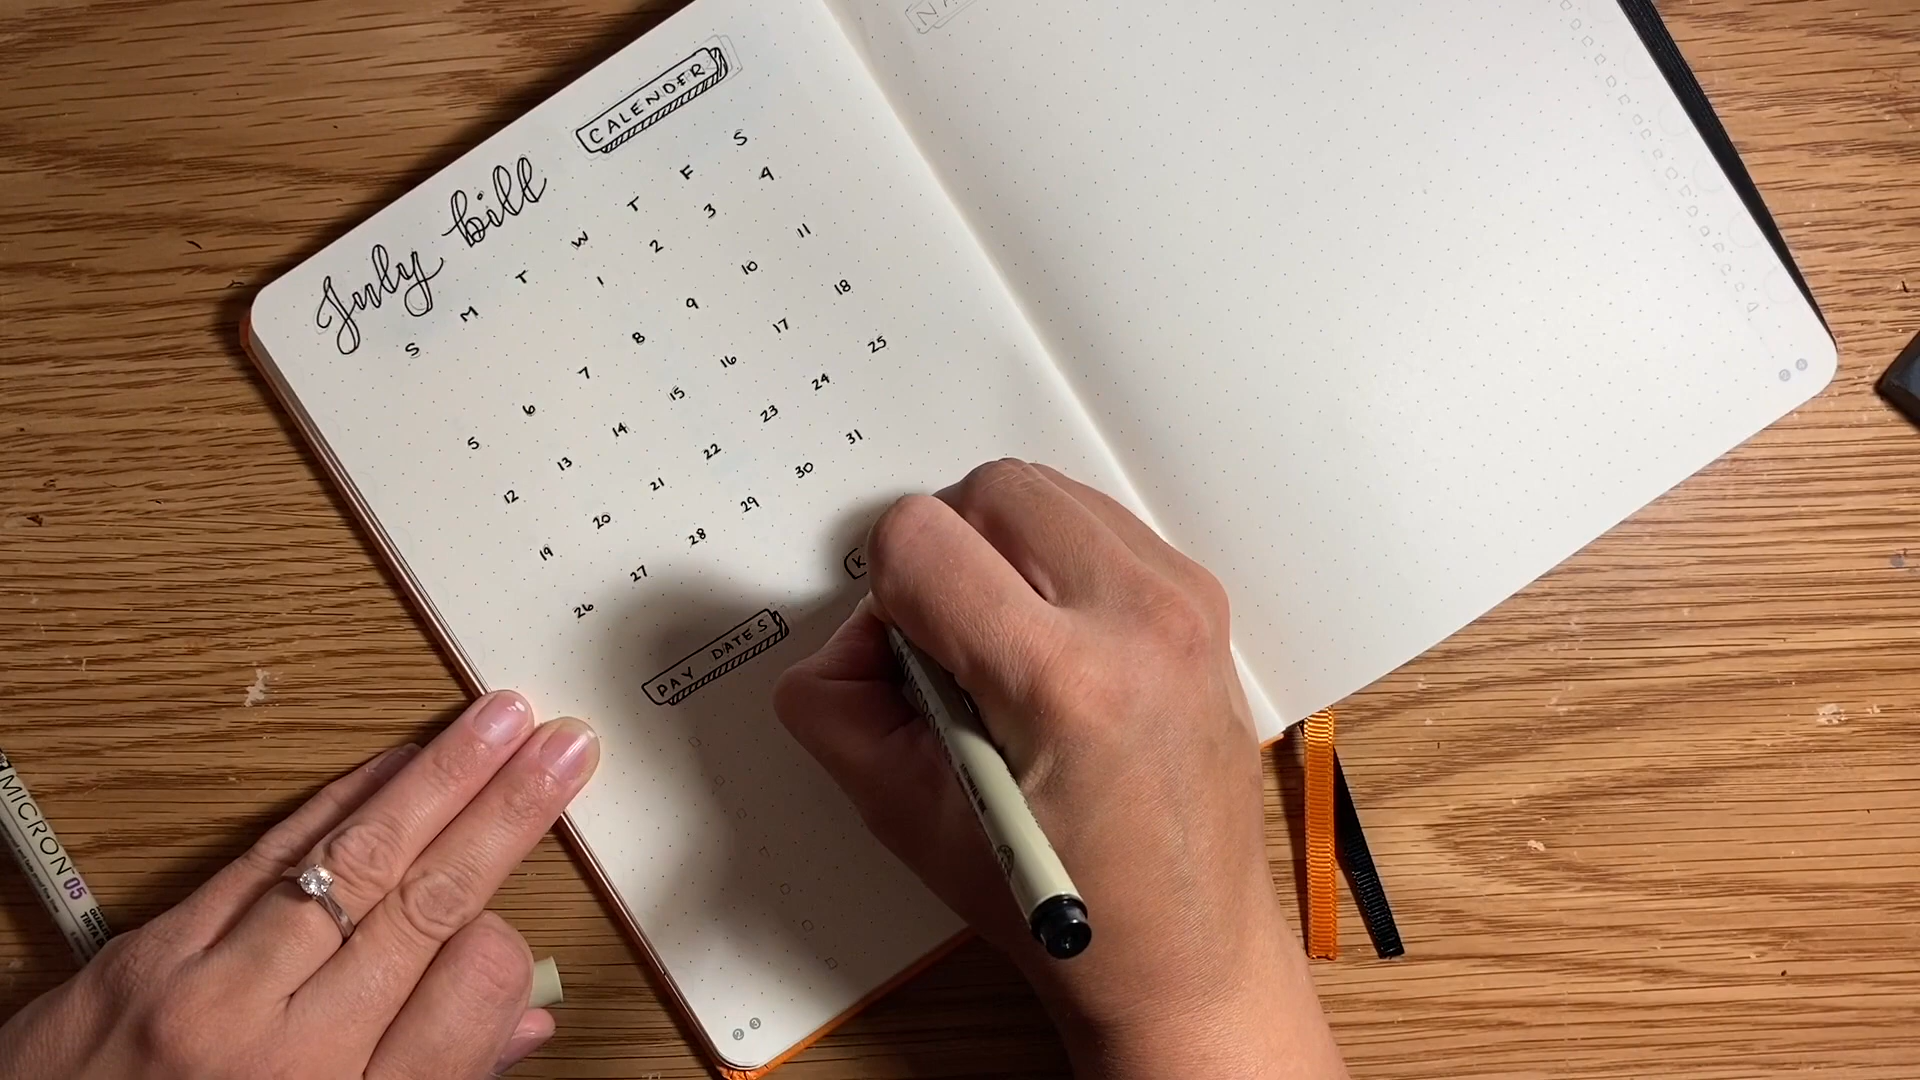 July bill
CALENDER
S M T W T F S
1 2 3 4
5 6 7 8 9 10 11
12 13 14 15 16 17 18
19 20 21 22 23 24 25
26 27 28 29 30 31
PAY DATES
K
NA
MICRON 05
23